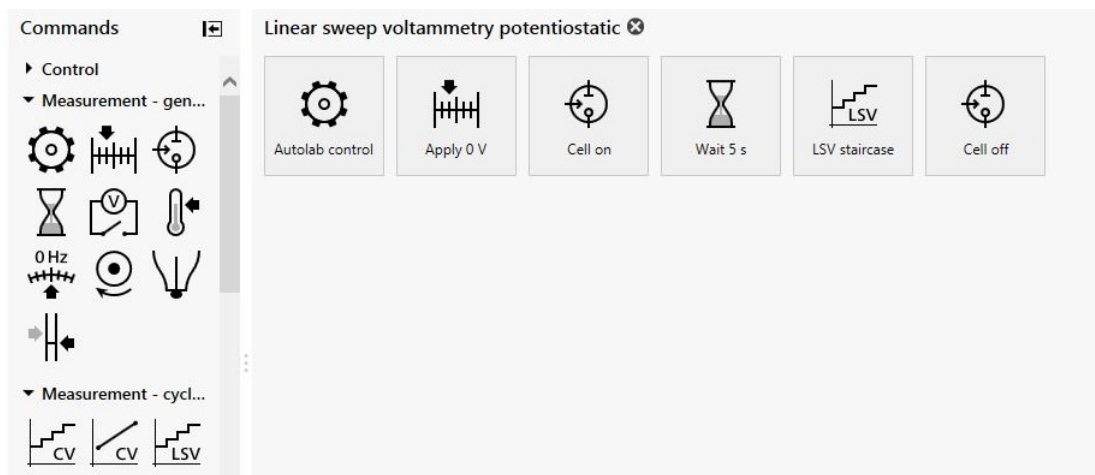 Commands
Control
Measurement - gen...
V
0 Hz
Measurement - cycl...
CV
CV
LSV
Linear sweep voltammetry potentiostatic
LSV
Autolab control
Apply 0 V
Cell on
Wait 5 s
LSV staircase
Cell off